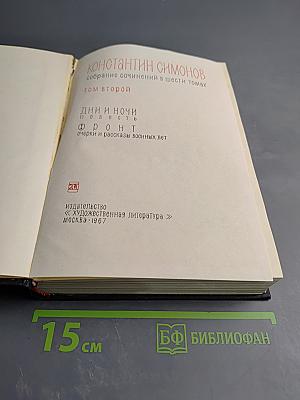 Константин Симонов
собрание сочинений в шести томах
том второй
Дни и ночи
повесть
Фронт
очерки и рассказы военных лет
издательство
«Художественная литература»
Москва · 1967
15 см
БФ БИБЛИОФАН